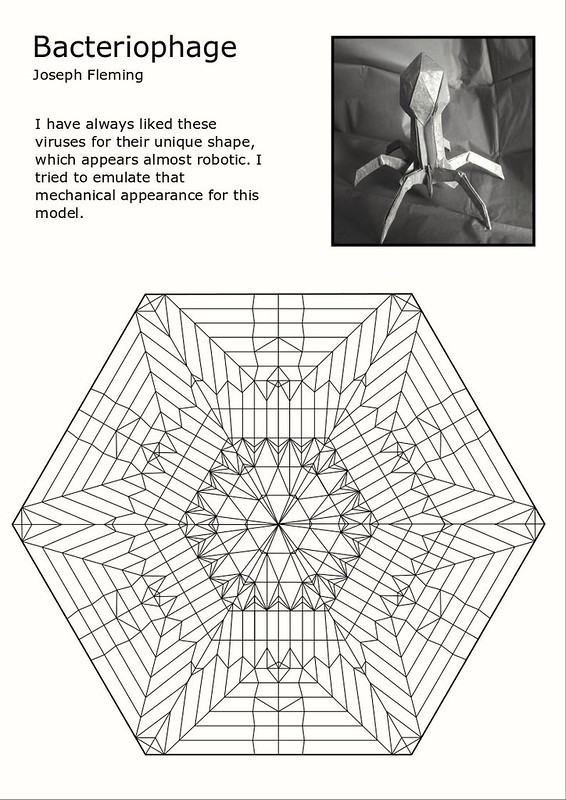 Bacteriophage
Joseph Fleming
I have always liked these
viruses for their unique shape,
which appears almost robotic. I
tried to emulate that
mechanical appearance for this
model.